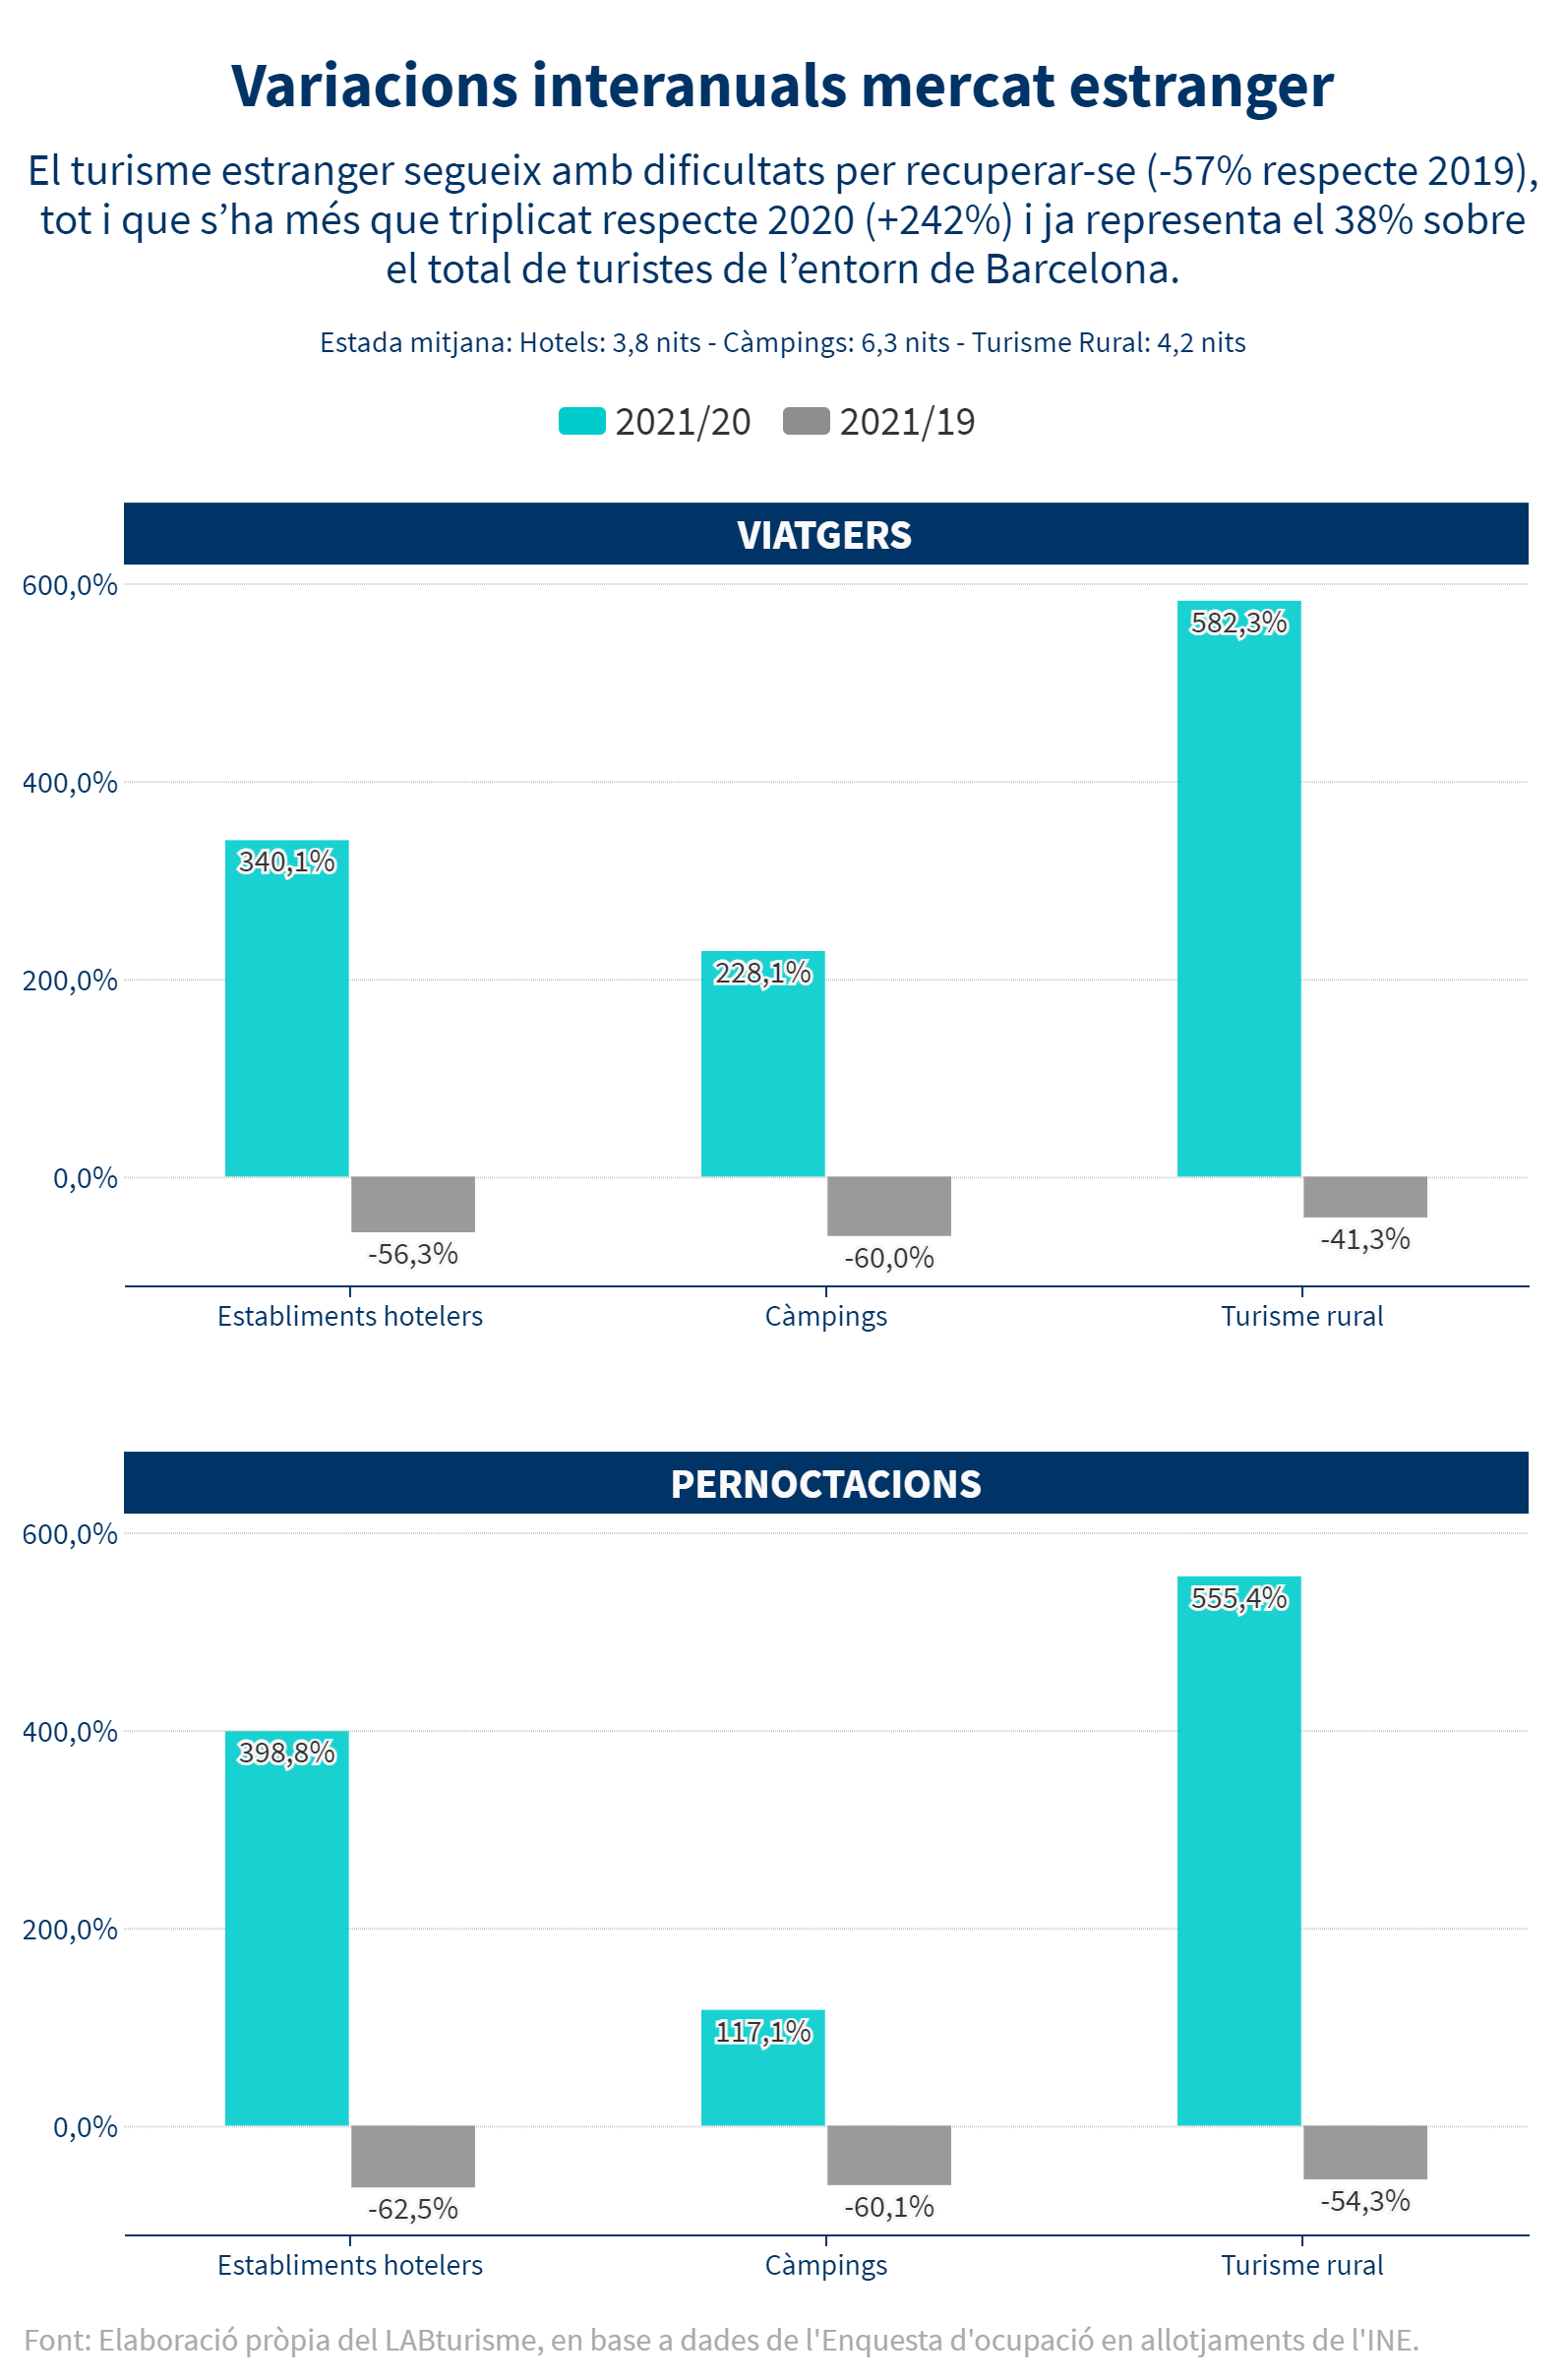 Variacions interanuals mercat estranger
El turisme estranger segueix amb dificultats per recuperar-se (-57% respecte 2019),
tot i que s’ha més que triplicat respecte 2020 (+242%) i ja representa el 38% sobre
el total de turistes de l’entorn de Barcelona.
Estada mitjana: Hotels: 3,8 nits - Càmpings: 6,3 nits - Turisme Rural: 4,2 nits
2021/20 2021/19
VIATGERS
600,0%
582,3%
400,0%
340,1%
228,1%
200,0%
0,0%
-56,3% -60,0% -41,3%
Establiments hotelers Càmpings Turisme rural
PERNOCTACIONS
600,0%
555,4%
400,0%
398,8%
200,0%
117,1%
0,0%
-62,5% -60,1% -54,3%
Establiments hotelers Càmpings Turisme rural
Font: Elaboració pròpia del LABturisme, en base a dades de l'Enquesta d'ocupació en allotjaments de l'INE.